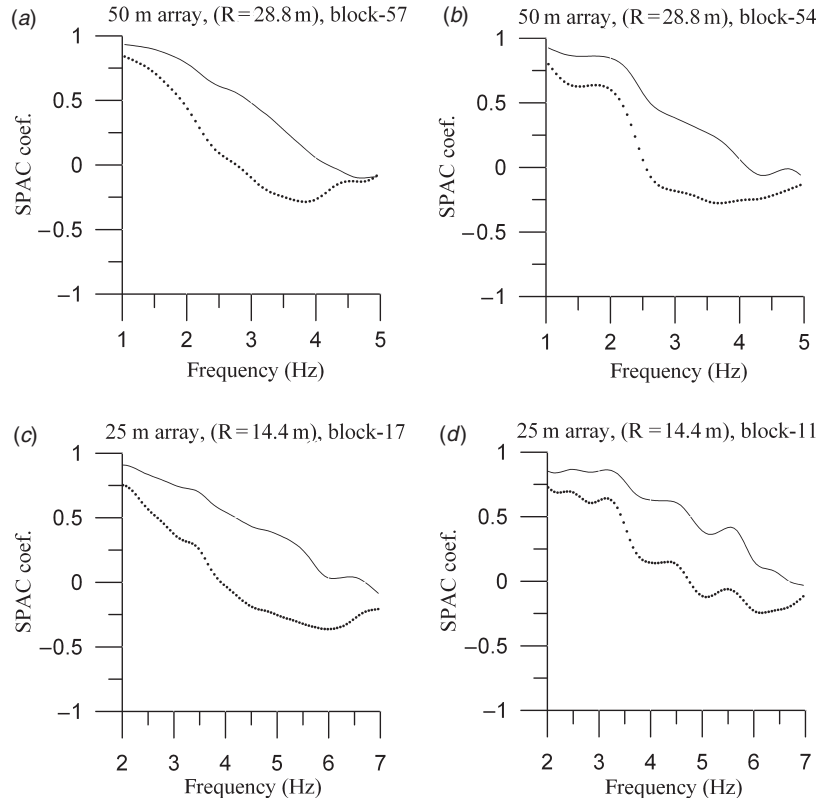 (a) 50 m array, (R = 28.8 m), block-57
1
0.5
0
−0.5
−1
SPAC coef.
1 2 3 4 5
Frequency (Hz)
(b) 50 m array, (R = 28.8 m), block-54
1
0.5
0
−0.5
−1
SPAC coef.
1 2 3 4 5
Frequency (Hz)
(c) 25 m array, (R = 14.4 m), block-17
1
0.5
0
−0.5
−1
SPAC coef.
2 3 4 5 6 7
Frequency (Hz)
(d) 25 m array, (R = 14.4 m), block-11
1
0.5
0
−0.5
−1
SPAC coef.
2 3 4 5 6 7
Frequency (Hz)